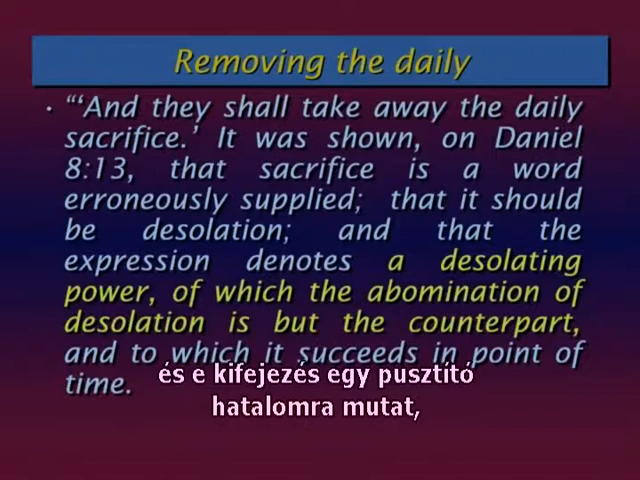 Removing the daily
• “‘And they shall take away the daily
sacrifice.’ It was shown, on Daniel
8:13, that sacrifice is a word
erroneously supplied; that it should
be desolation; and that the
expression denotes a desolating
power, of which the abomination of
desolation is but the counterpart,
and to which it succeeds in point of
time.
és e kifejezés egy pusztító
hatalomra mutat,